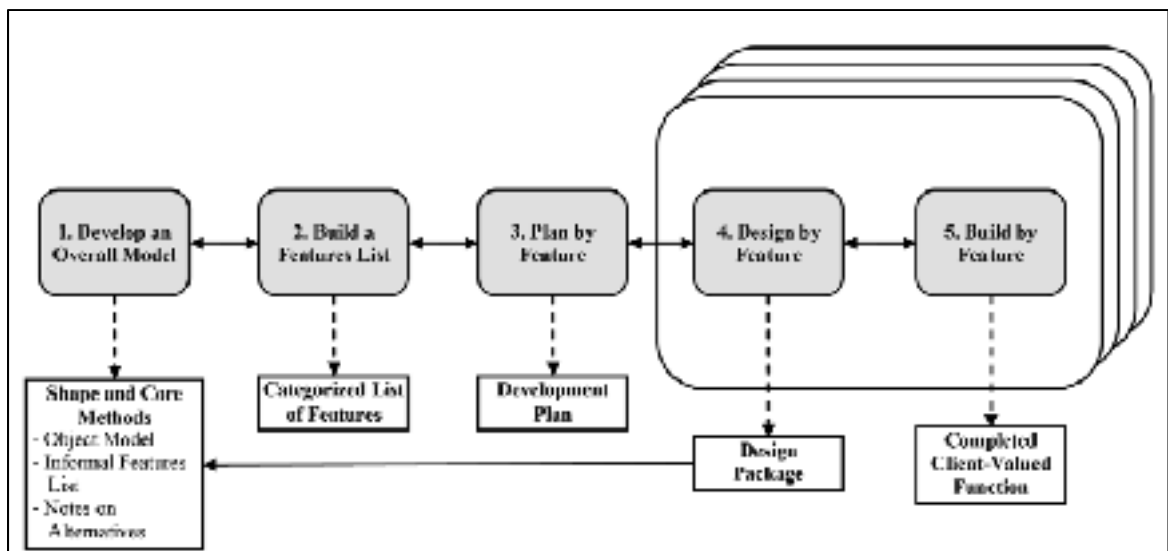 1. Develop an
Overall Model
2. Build a
Features List
3. Plan by
Feature
4. Design by
Feature
5. Build by
Feature
Shape and Core
Methods
- Object Model
- Informal Features
List
- Notes on
Alternatives
Categorized List
of Features
Development
Plan
Design
Package
Completed
Client-Valued
Function